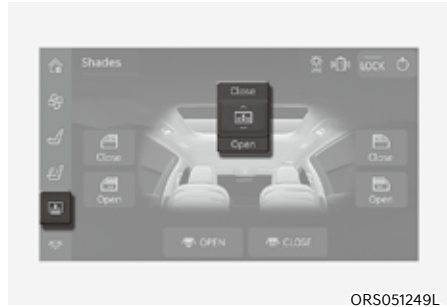 Shades
LOCK
Close
Open
Close
Close
Open
Open
OPEN
CLOSE
ORS051249L